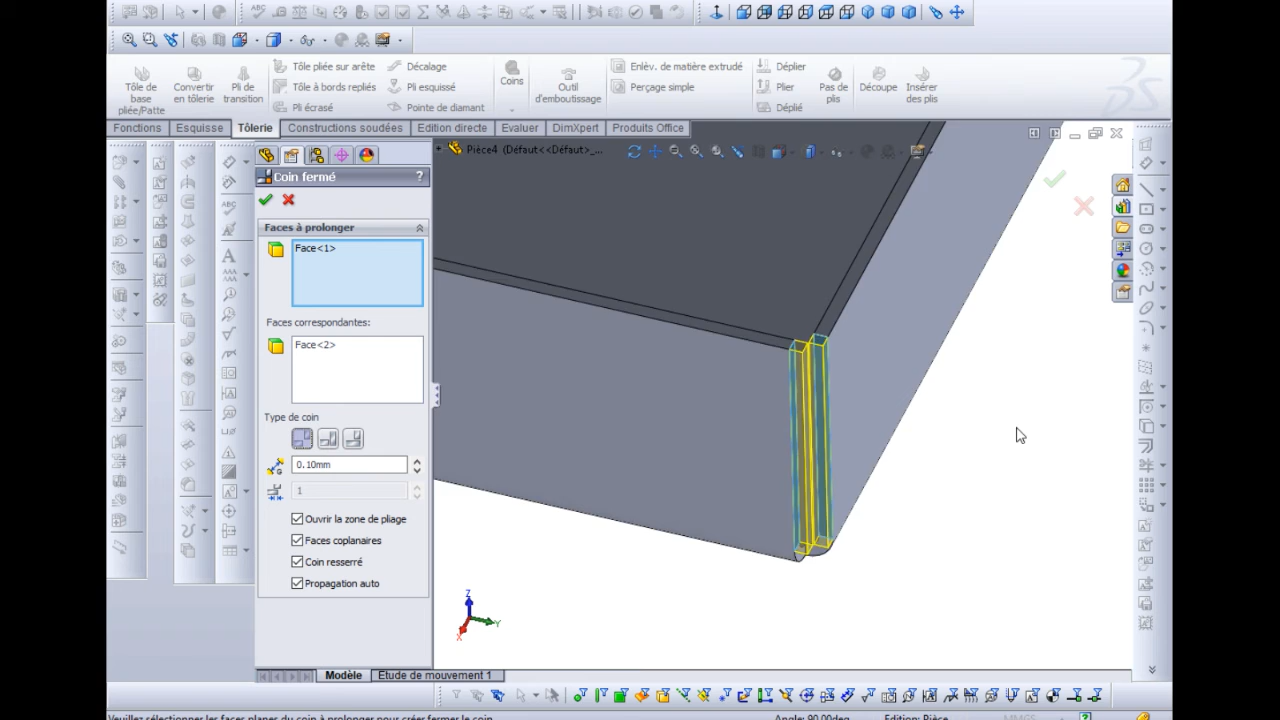 Tôle de base pliée/Patte
Convertir en tôlerie
Pli de transition
Tôle pliée sur arête
Tôle à bords repliés
Pli écrasé
Décalage
Pli esquissé
Pointe de diamant
Coins
Outil d'emboutissage
Enlèv. de matière extrudé
Perçage simple
Déplier
Plier
Déplié
Pas de plis
Découpe
Insérer des plis
Fonctions
Esquisse
Tôlerie
Constructions soudées
Edition directe
Evaluer
DimXpert
Produits Office
Pièce4 (Défaut<<Défaut>_...
Coin fermé
?
Faces à prolonger
Face<1>
Faces correspondantes:
Face<2>
Type de coin
0.10mm
1
Ouvrir la zone de pliage
Faces coplanaires
Coin resserré
Propagation auto
Z
Y
X
Modèle
Etude de mouvement 1
Veuillez sélectionner les faces planes du coin à prolonger pour créer fermer le coin.
Angle: 90.00deg
Edition: Pièce
MMGS